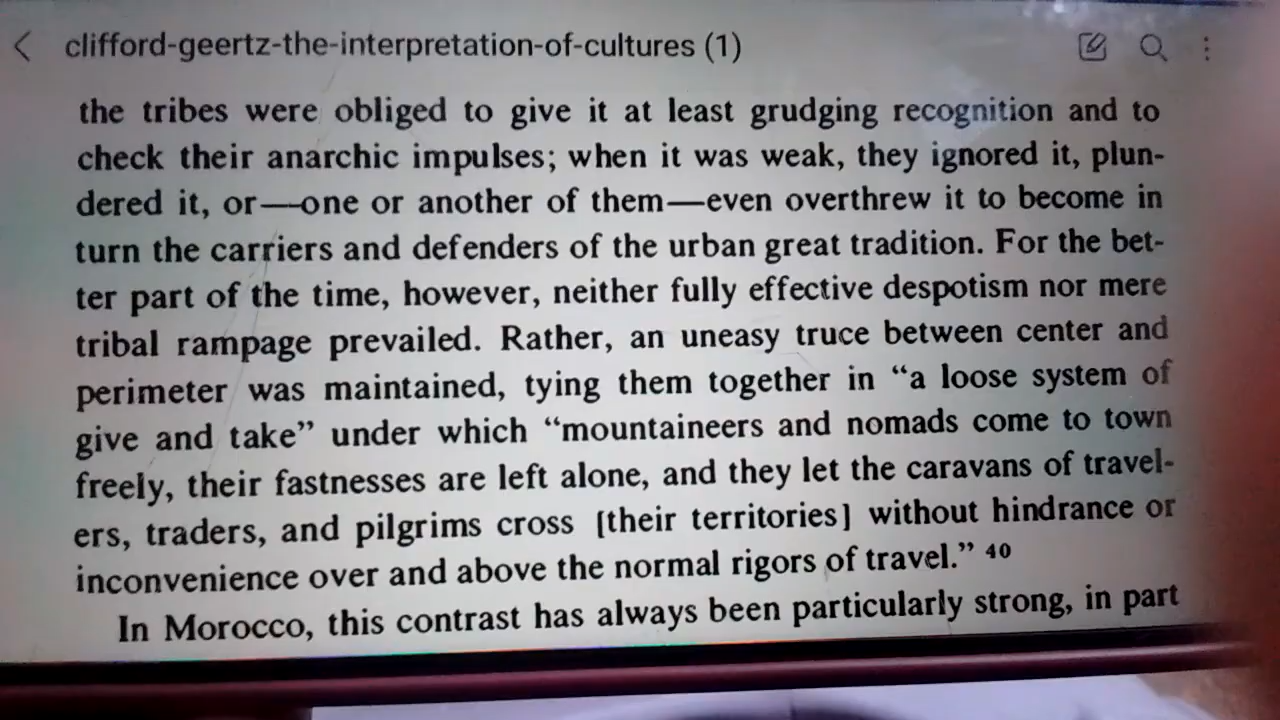 clifford-geertz-the-interpretation-of-cultures (1)
the tribes were obliged to give it at least grudging recognition and to
check their anarchic impulses; when it was weak, they ignored it, plun-
dered it, or—one or another of them—even overthrew it to become in
turn the carriers and defenders of the urban great tradition. For the bet-
ter part of the time, however, neither fully effective despotism nor mere
tribal rampage prevailed. Rather, an uneasy truce between center and
perimeter was maintained, tying them together in “a loose system of
give and take” under which “mountaineers and nomads come to town
freely, their fastnesses are left alone, and they let the caravans of travel-
ers, traders, and pilgrims cross [their territories] without hindrance or
inconvenience over and above the normal rigors of travel.” 40
In Morocco, this contrast has always been particularly strong, in part